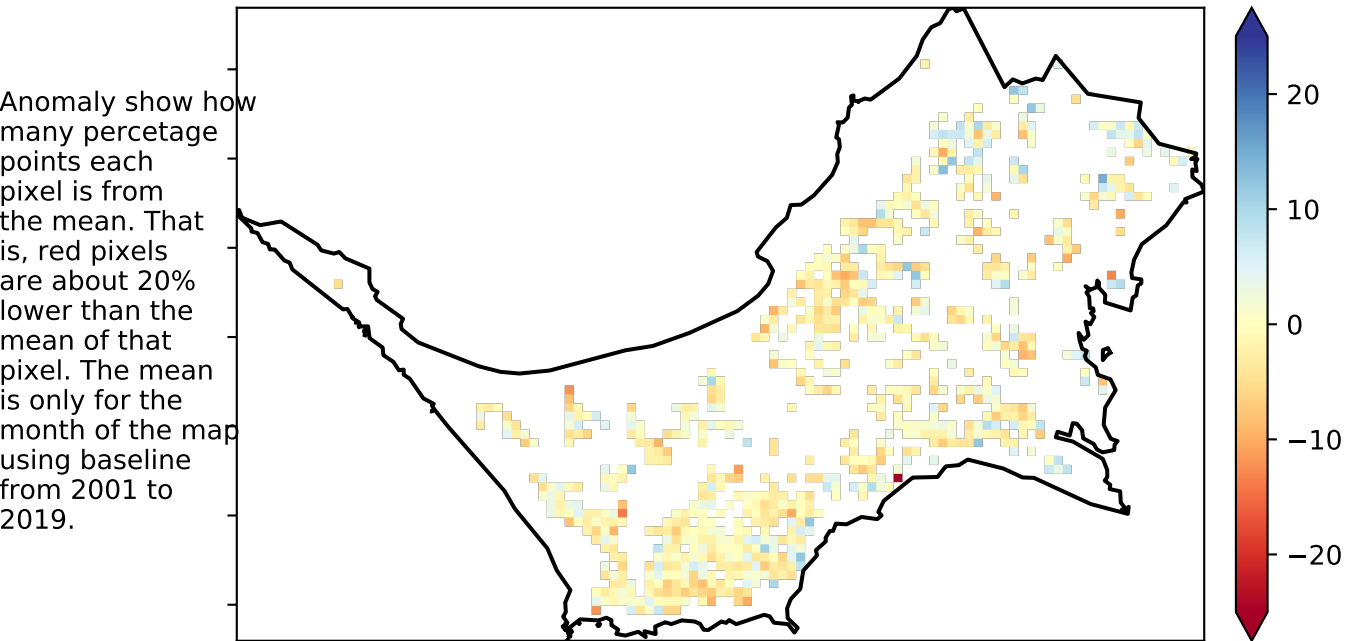 Anomaly show how
many percetage
points each
pixel is from
the mean. That
is, red pixels
are about 20%
lower than the
mean of that
pixel. The mean
is only for the
month of the map
using baseline
from 2001 to
2019.
20
10
0
−10
−20